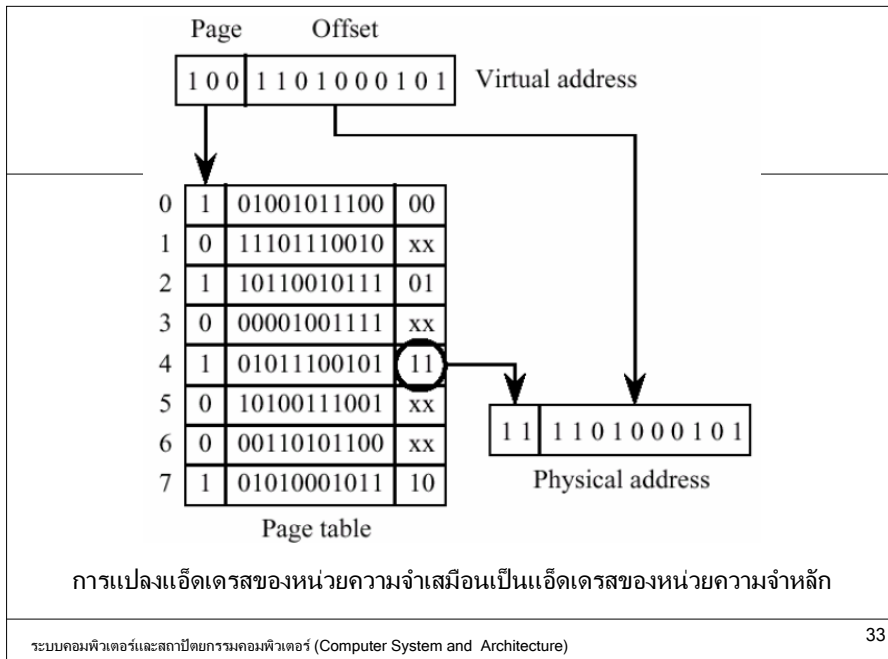 Page Offset
1 0 0 1 1 0 1 0 0 0 1 0 1 Virtual address
0 1 01001011100 00
1 0 11101110010 xx
2 1 10110010111 01
3 0 00001001111 xx
4 1 01011100101 11
5 0 10100111001 xx
6 0 00110101100 xx
7 1 01010001011 10
1 1 1 1 0 1 0 0 0 1 0 1
Physical address
Page table
การแปลงแอ็ดเดรสของหน่วยความจำเสมือนเป็นแอ็ดเดรสของหน่วยความจำหลัก
ระบบคอมพิวเตอร์และสถาปัตยกรรมคอมพิวเตอร์ (Computer System and Architecture) 33